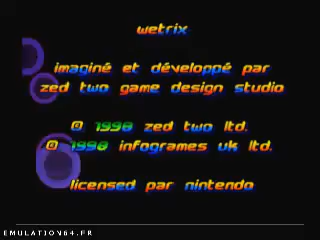 wetrix
imaginé et développé par
zed two game design studio
© 1998 zed two ltd.
© 1998 infogrames uk ltd.
licensed par nintendo
EMULATION64.FR